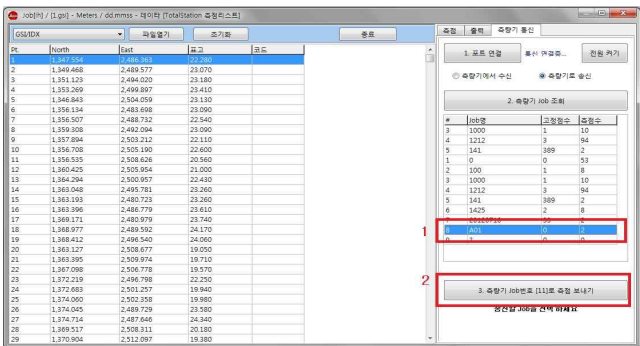 Job[lh] / [1.gsi] - Meters / dd.mmss - 데이타 [TotalStation 측정리스트]
GSI/IDX 파일열기 초기화 종료
Pt. North East 표고 코드
1 1,347.554 2,486.363 22.280
2 1,349.468 2,489.577 23.070
3 1,351.123 2,494.020 23.180
4 1,353.269 2,499.897 23.410
5 1,346.843 2,504.059 23.130
6 1,356.134 2,483.698 23.090
7 1,356.507 2,488.732 22.540
8 1,359.308 2,492.094 23.090
9 1,357.894 2,503.212 22.110
10 1,356.708 2,505.190 22.600
11 1,356.535 2,508.626 20.560
12 1,360.425 2,505.954 21.000
13 1,364.294 2,500.957 22.430
14 1,363.048 2,495.781 23.260
15 1,363.193 2,480.723 23.260
16 1,363.396 2,486.779 23.610
17 1,369.171 2,480.979 23.740
18 1,368.977 2,489.592 24.170
19 1,368.412 2,496.540 24.060
20 1,363.127 2,508.677 19.050
21 1,363.395 2,509.974 19.710
22 1,367.098 2,506.778 19.570
23 1,372.219 2,496.798 22.250
24 1,372.683 2,501.257 19.940
25 1,374.060 2,502.358 19.980
26 1,374.045 2,489.729 23.580
27 1,374.714 2,487.646 24.340
28 1,369.517 2,508.311 20.180
29 1,370.904 2,512.097 19.380
측점 출력 측량기 통신
1. 포트 연결 통신 연결중... 전원 켜기
측량기에서 수신 측량기로 송신
2. 측량기 Job 조회
# Job명 고정점수 측점수
3 1000 1 10
4 1212 3 94
5 141 389 2
1 0 0 53
2 100 1 8
3 1000 1 10
4 1212 3 94
5 141 389 2
6 1425 2 8
1
8 A01 0 2
9 1 0 0
2
3. 측량기 Job번호 [11]로 측점 보내기
송신할 Job을 선택 하세요